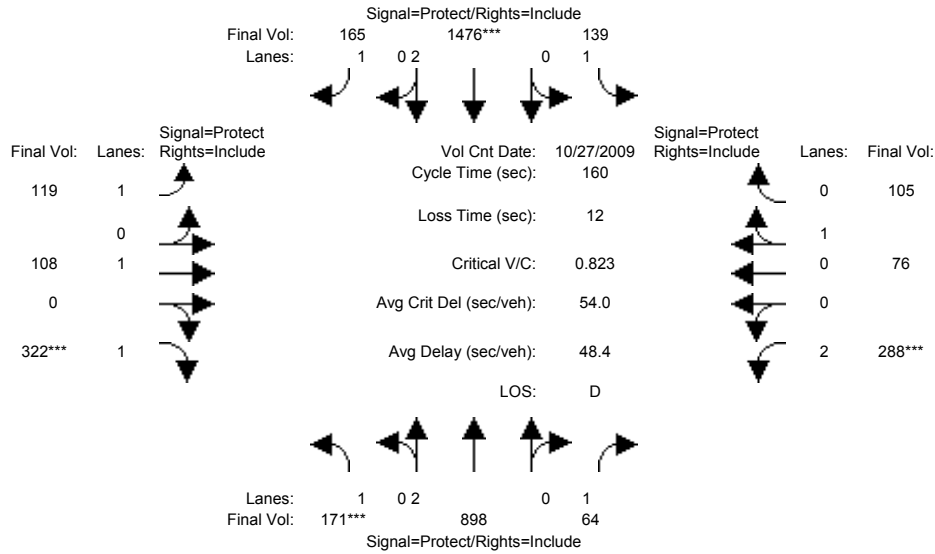 Signal=Protect/Rights=Include
Final Vol: 165 1476*** 139
Lanes: 1 0 2 0 1
Signal=Protect Signal=Protect
Final Vol: Lanes: Rights=Include Vol Cnt Date: 10/27/2009 Rights=Include Lanes: Final Vol:
Cycle Time (sec): 160
119 1 0 105
Loss Time (sec): 12
0 1
108 1 Critical V/C: 0.823 0 76
0 Avg Crit Del (sec/veh): 54.0 0
322*** 1 Avg Delay (sec/veh): 48.4 2 288***
LOS: D
Lanes: 1 0 2 0 1
Final Vol: 171*** 898 64
Signal=Protect/Rights=Include